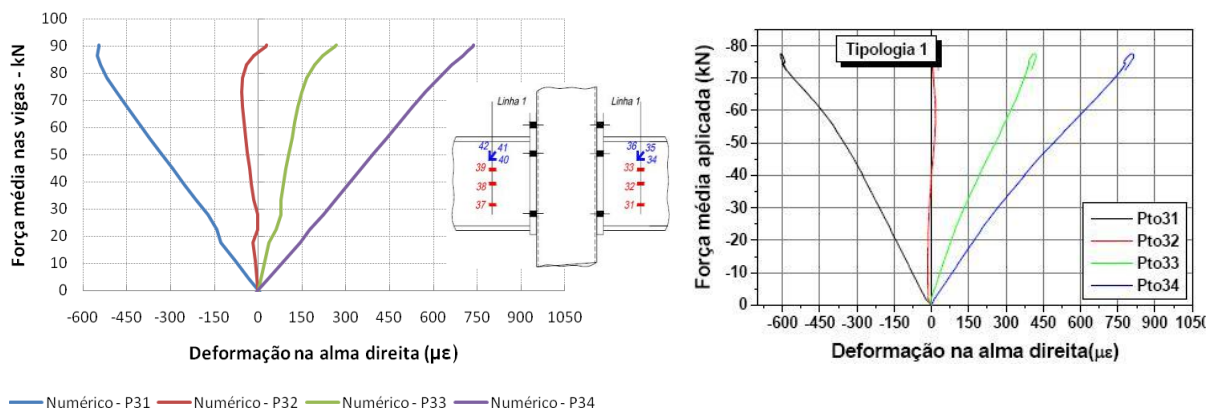 Força média nas vigas - kN
100
90
80
70
60
50
40
30
20
10
0
-600 -450 -300 -150 0 150 300 450 600 750 900 1050
Deformação na alma direita (με)
Numérico - P31 Numérico - P32 Numérico - P33 Numérico - P34
Linha 1 Linha 1
42 41
40
39
38
37
36 35
34
33
32
31
Tipologia 1
Força média aplicada (kN)
-80
-70
-60
-50
-40
-30
-20
-10
0
-600 -450 -300 -150 0 150 300 450 600 750 900 1050
Deformação na alma direita(με)
Pto31
Pto32
Pto33
Pto34